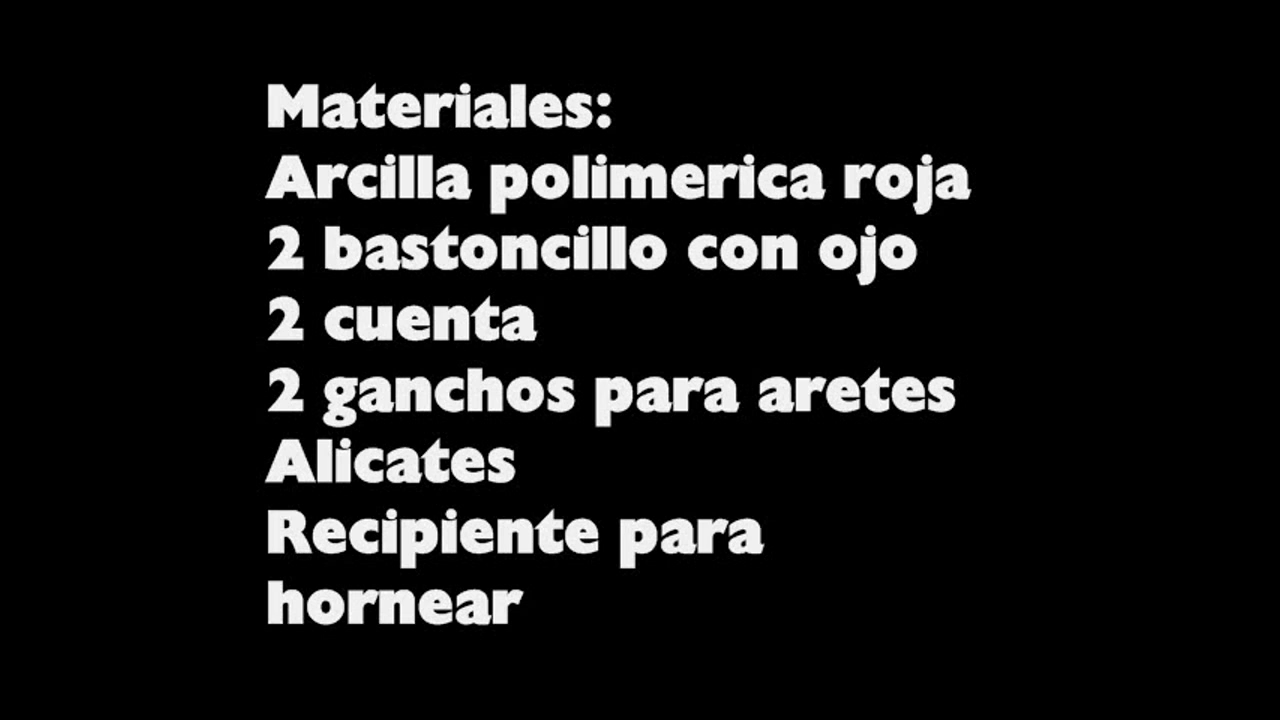 Materiales:
Arcilla polimerica roja
2 bastoncillo con ojo
2 cuenta
2 ganchos para aretes
Alicates
Recipiente para
hornear